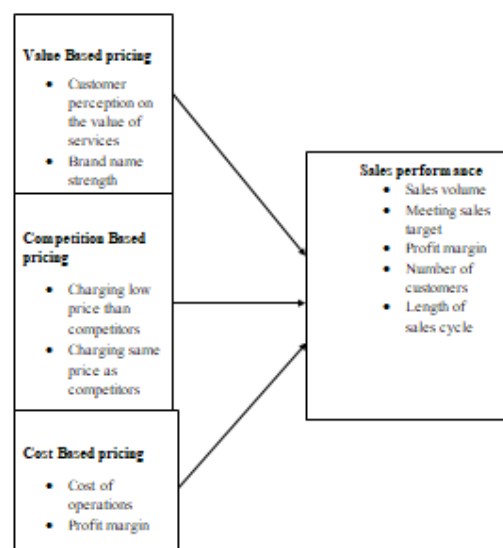 Value Based pricing
• Customer
perception on
the value of
services
• Brand name
strength
Competition Based
pricing
• Charging low
price than
competitors
• Charging same
price as
competitors
Cost Based pricing
• Cost of
operations
• Profit margin
Sales performance
• Sales volume
• Meeting sales
target
• Profit margin
• Number of
customers
• Length of
sales cycle